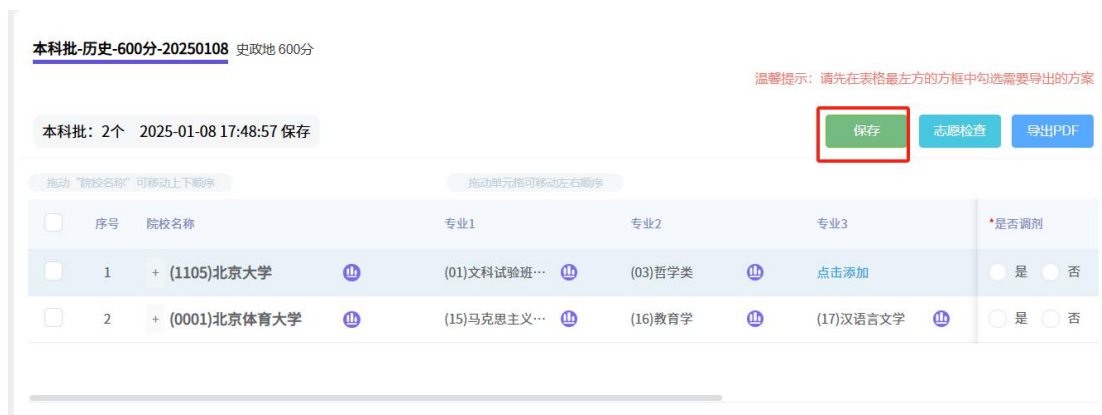 本科批-历史-600分-20250108 史政地 600分
温馨提示：请先在表格最左方的方框中勾选需要导出的方案
本科批：2个 2025-01-08 17:48:57 保存 保存 志愿检查 导出PDF
拖动“院校名称”可移动上下顺序 拖动单元格可移动左右顺序
序号 院校名称 专业1 专业2 专业3 *是否调剂
1 + (1105)北京大学 (01)文科试验班… (03)哲学类 点击添加 是 否
2 + (0001)北京体育大学 (15)马克思主义… (16)教育学 (17)汉语言文学 是 否